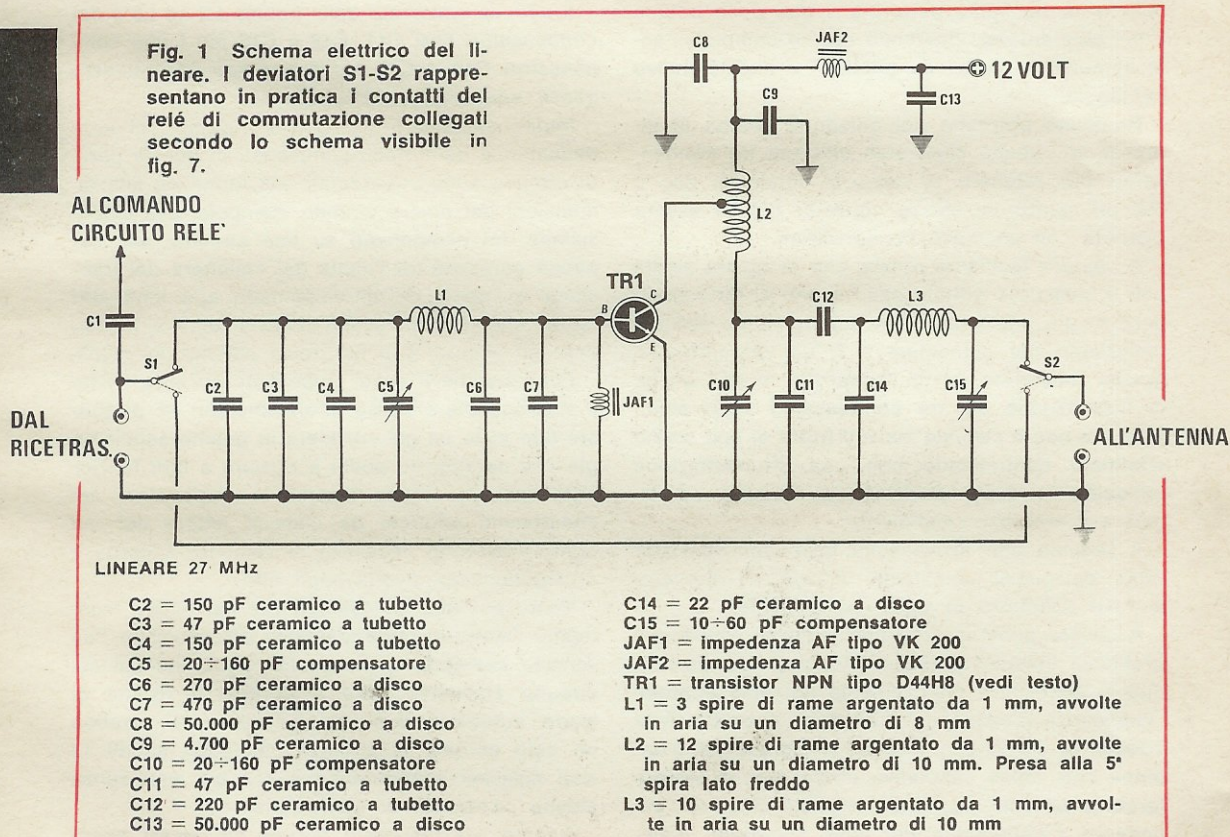 Fig. 1 Schema elettrico del li-
neare. I deviatori S1-S2 rappre-
sentano in pratica i contatti del
relé di commutazione collegati
secondo lo schema visibile in
fig. 7.
C8
JAF2
12 VOLT
C9
C13
AL COMANDO
CIRCUITO RELE'
L2
TR1
C
B
E
C1
L1
C12
L3
S1
S2
C2
C3
C4
C5
C6
C7
JAF1
C10
C11
C14
C15
DAL
RICETRAS.
ALL'ANTENNA
LINEARE 27 MHz
C2 = 150 pF ceramico a tubetto
C3 = 47 pF ceramico a tubetto
C4 = 150 pF ceramico a tubetto
C5 = 20÷160 pF compensatore
C6 = 270 pF ceramico a disco
C7 = 470 pF ceramico a disco
C8 = 50.000 pF ceramico a disco
C9 = 4.700 pF ceramico a disco
C10 = 20÷160 pF compensatore
C11 = 47 pF ceramico a tubetto
C12 = 220 pF ceramico a tubetto
C13 = 50.000 pF ceramico a disco
C14 = 22 pF ceramico a disco
C15 = 10÷60 pF compensatore
JAF1 = impedenza AF tipo VK 200
JAF2 = impedenza AF tipo VK 200
TR1 = transistor NPN tipo D44H8 (vedi testo)
L1 = 3 spire di rame argentato da 1 mm, avvolte
in aria su un diametro di 8 mm
L2 = 12 spire di rame argentato da 1 mm, avvolte
in aria su un diametro di 10 mm. Presa alla 5ª
spira lato freddo
L3 = 10 spire di rame argentato da 1 mm, avvol-
te in aria su un diametro di 10 mm